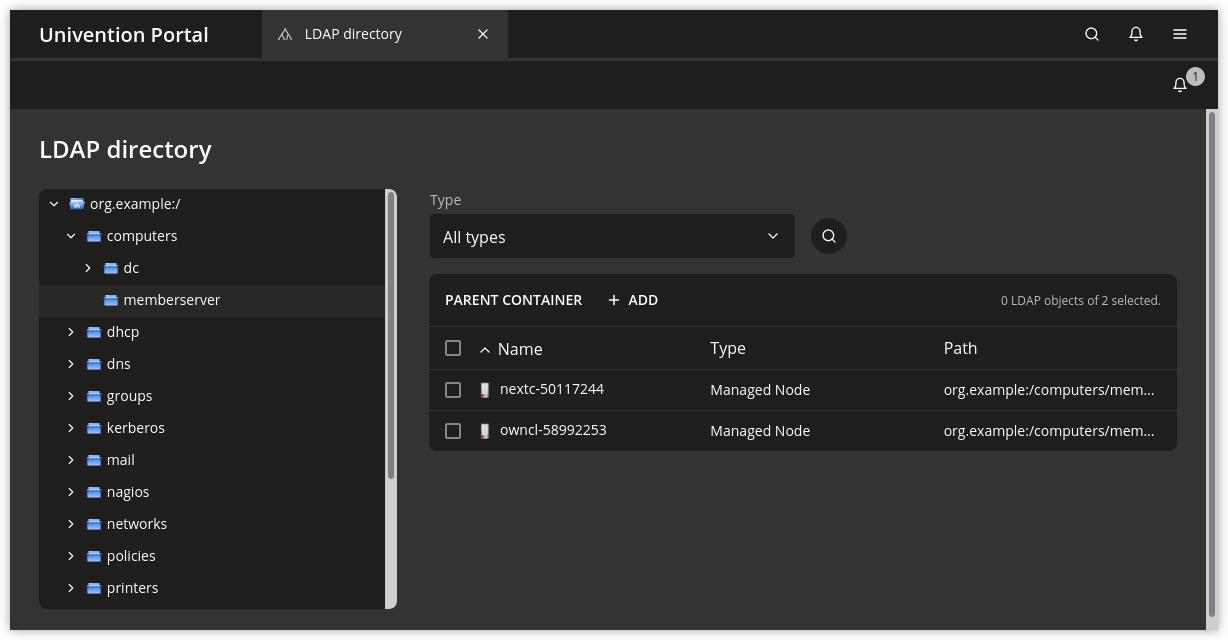 Univention Portal
LDAP directory
1
LDAP directory
org.example:/
computers
dc
memberserver
dhcp
dns
groups
kerberos
mail
nagios
networks
policies
printers
Type
All types
PARENT CONTAINER ADD 0 LDAP objects of 2 selected.
Name Type Path
nextc-50117244 Managed Node org.example:/computers/mem...
owncl-58992253 Managed Node org.example:/computers/mem...